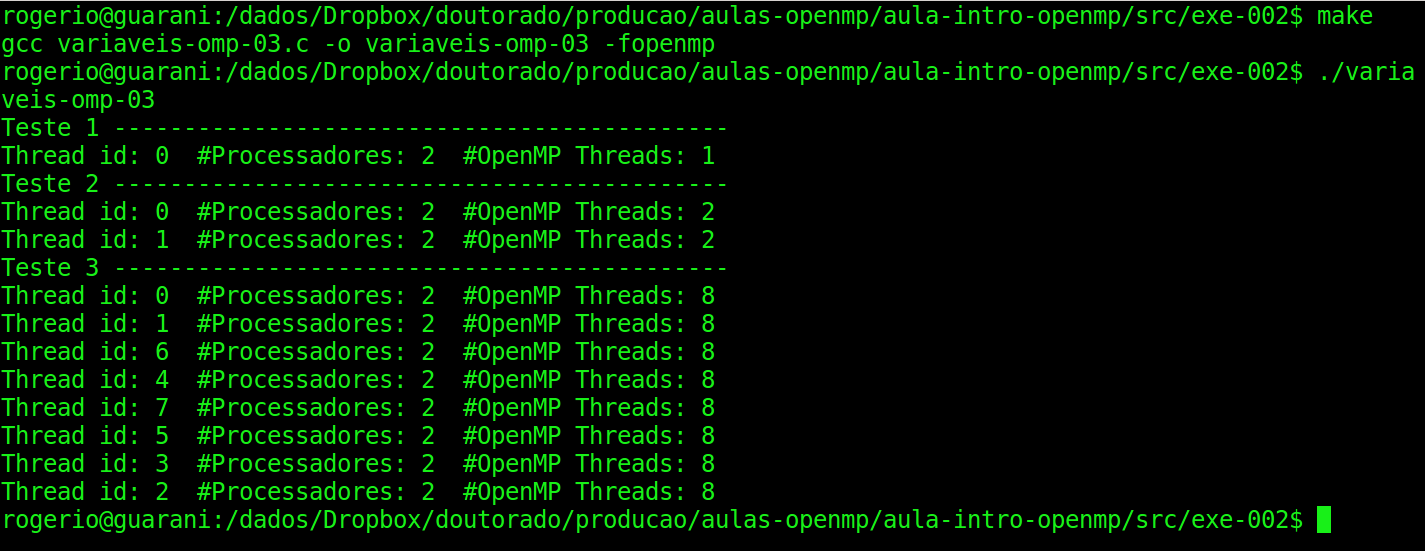 rogerio@guarani:/dados/Dropbox/doutorado/producao/aulas-openmp/aula-intro-openmp/src/exe-002$ make
gcc variaveis-omp-03.c -o variaveis-omp-03 -fopenmp
rogerio@guarani:/dados/Dropbox/doutorado/producao/aulas-openmp/aula-intro-openmp/src/exe-002$ ./varia
veis-omp-03
Teste 1 --------------------------------------------
Thread id: 0  #Processadores: 2  #OpenMP Threads: 1
Teste 2 --------------------------------------------
Thread id: 0  #Processadores: 2  #OpenMP Threads: 2
Thread id: 1  #Processadores: 2  #OpenMP Threads: 2
Teste 3 --------------------------------------------
Thread id: 0  #Processadores: 2  #OpenMP Threads: 8
Thread id: 1  #Processadores: 2  #OpenMP Threads: 8
Thread id: 6  #Processadores: 2  #OpenMP Threads: 8
Thread id: 4  #Processadores: 2  #OpenMP Threads: 8
Thread id: 7  #Processadores: 2  #OpenMP Threads: 8
Thread id: 5  #Processadores: 2  #OpenMP Threads: 8
Thread id: 3  #Processadores: 2  #OpenMP Threads: 8
Thread id: 2  #Processadores: 2  #OpenMP Threads: 8
rogerio@guarani:/dados/Dropbox/doutorado/producao/aulas-openmp/aula-intro-openmp/src/exe-002$